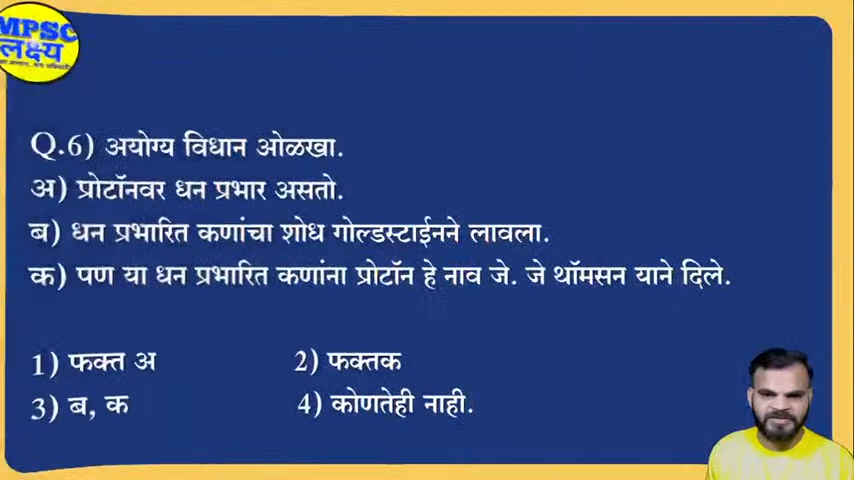 MPSC
लक्ष्य
Q.6) अयोग्य विधान ओळखा.
अ) प्रोटॉनवर धन प्रभार असतो.
ब) धन प्रभारित कणांचा शोध गोल्डस्टाईनने लावला.
क) पण या धन प्रभारित कणांना प्रोटॉन हे नाव जे. जे थॉमसन याने दिले.
1) फक्त अ 2) फक्तक
3) ब, क 4) कोणतेही नाही.